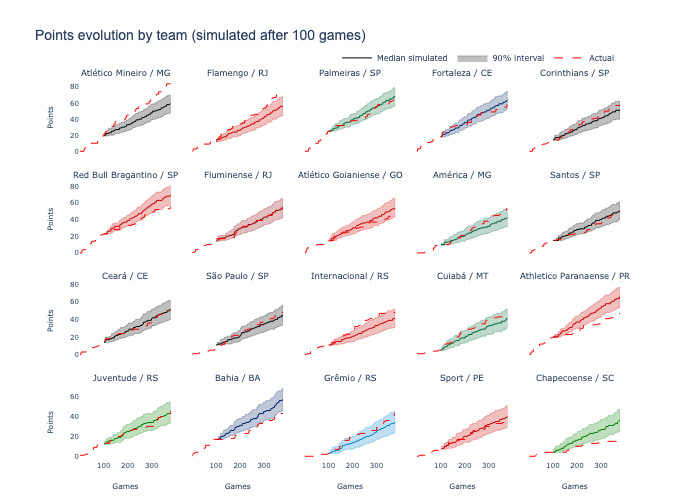 Points evolution by team (simulated after 100 games)
Median simulated 90% interval Actual
Atlético Mineiro / MG Flamengo / RJ Palmeiras / SP Fortaleza / CE Corinthians / SP
80
60
40
20
0
Points
Red Bull Bragantino / SP Fluminense / RJ Atlético Goianiense / GO América / MG Santos / SP
80
60
40
20
0
Points
Ceará / CE São Paulo / SP Internacional / RS Cuiabá / MT Athletico Paranaense / PR
80
60
40
20
0
Points
Juventude / RS Bahia / BA Grêmio / RS Sport / PE Chapecoense / SC
60
40
20
0
Points
100 200 300 100 200 300 100 200 300 100 200 300 100 200 300
Games Games Games Games Games